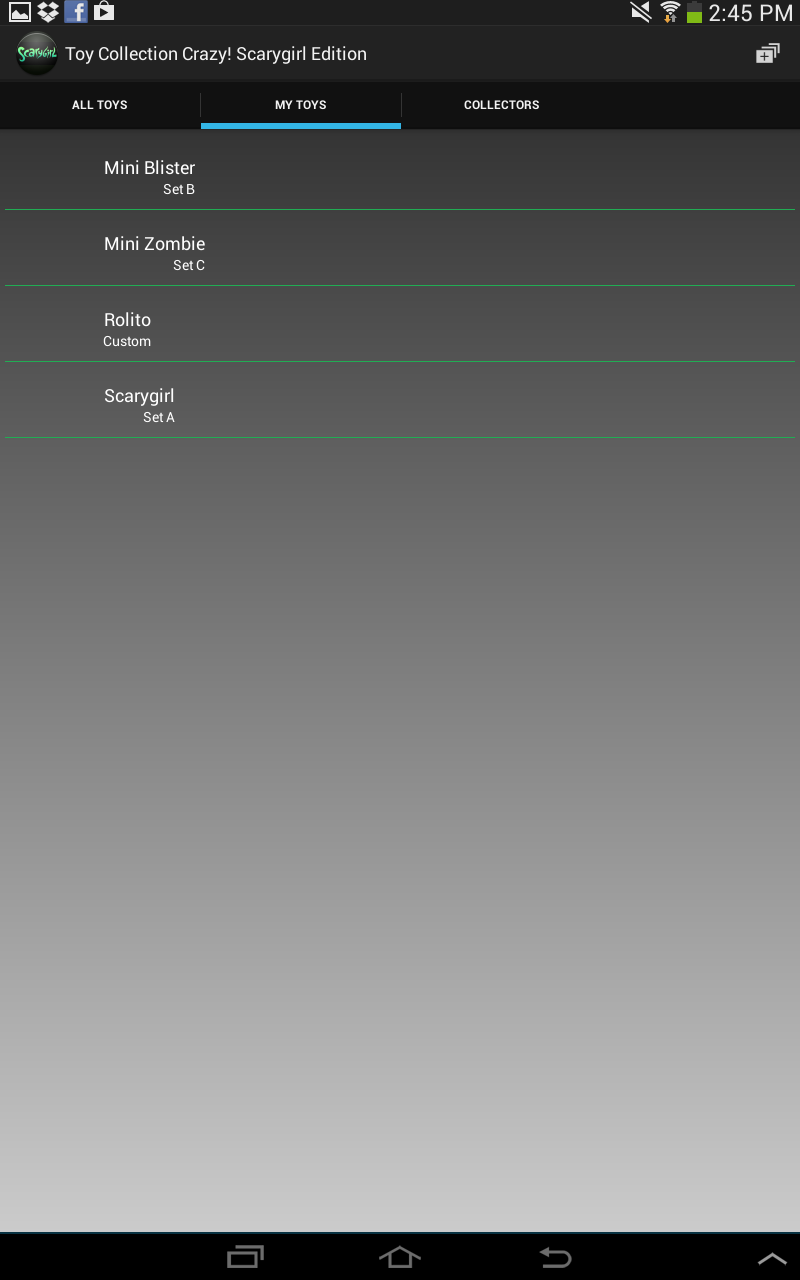 2:45 PM
Scarygirl
Toy Collection Crazy! Scarygirl Edition
ALL TOYS
MY TOYS
COLLECTORS
Mini Blister
Set B
Mini Zombie
Set C
Rolito
Custom
Scarygirl
Set A